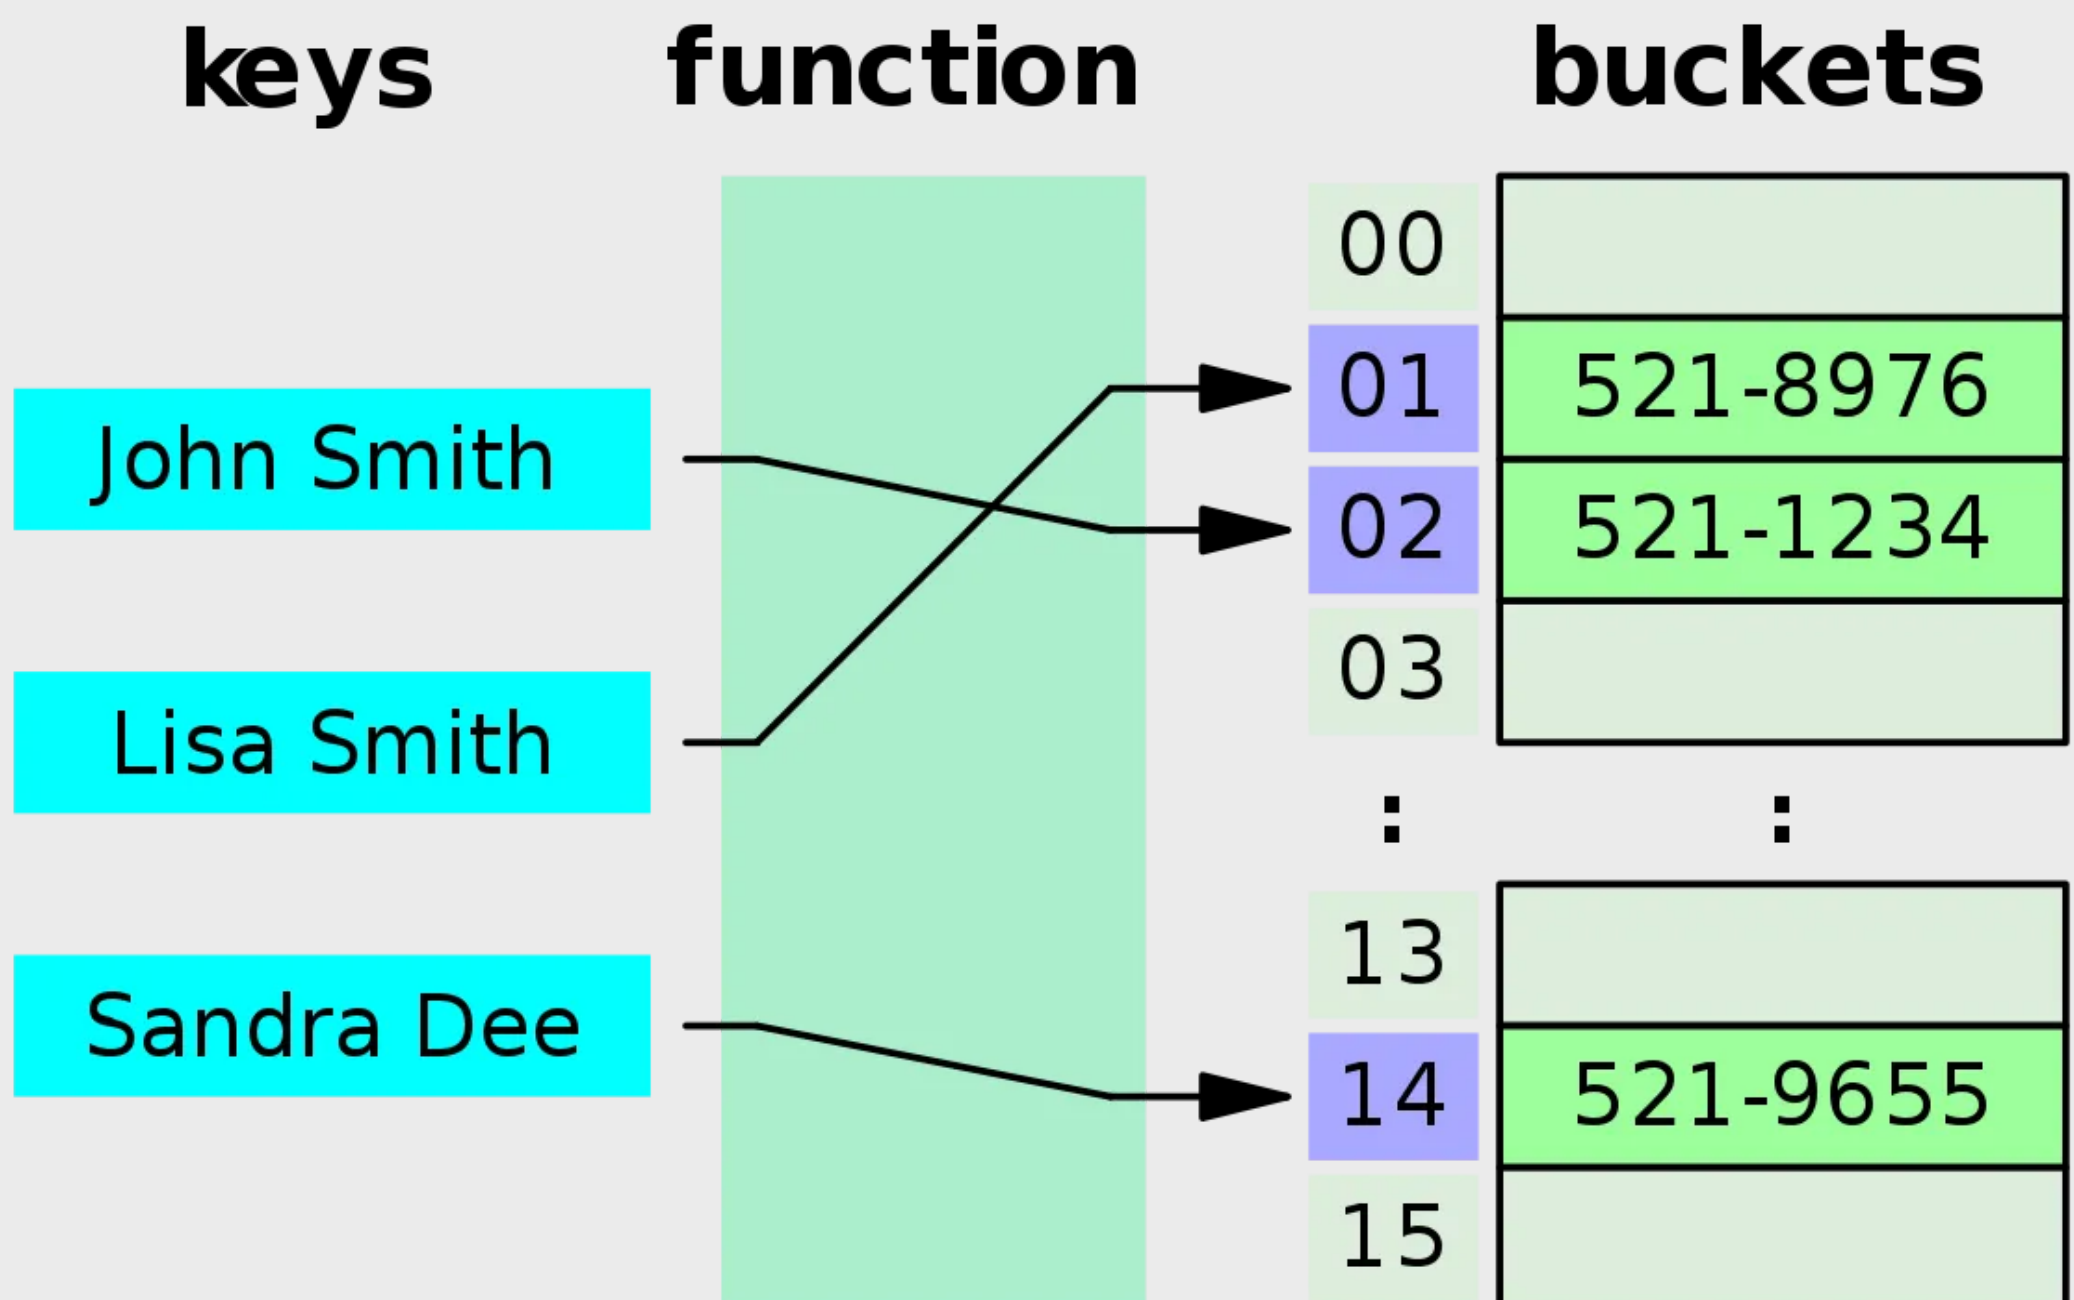 keys function buckets
00
01 521-8976
John Smith
02 521-1234
03
Lisa Smith
: :
13
Sandra Dee
14 521-9655
15